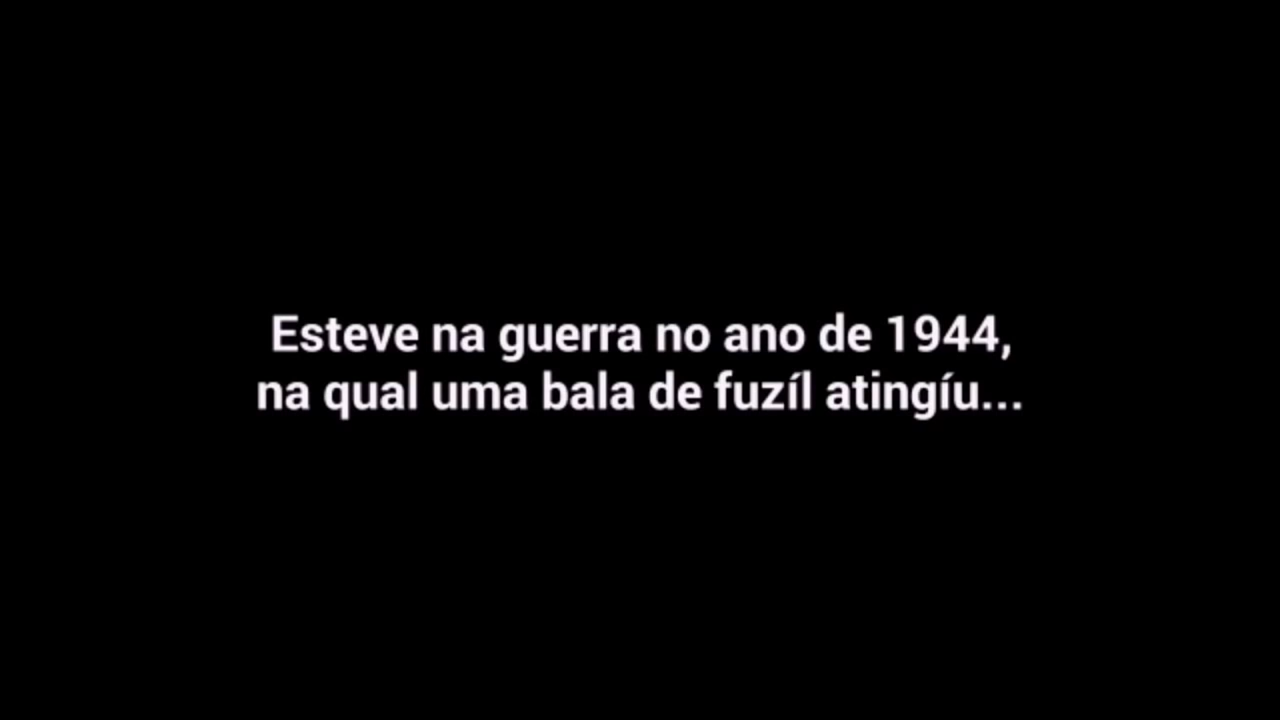 Esteve na guerra no ano de 1944,
na qual uma bala de fuzíl atingíu...